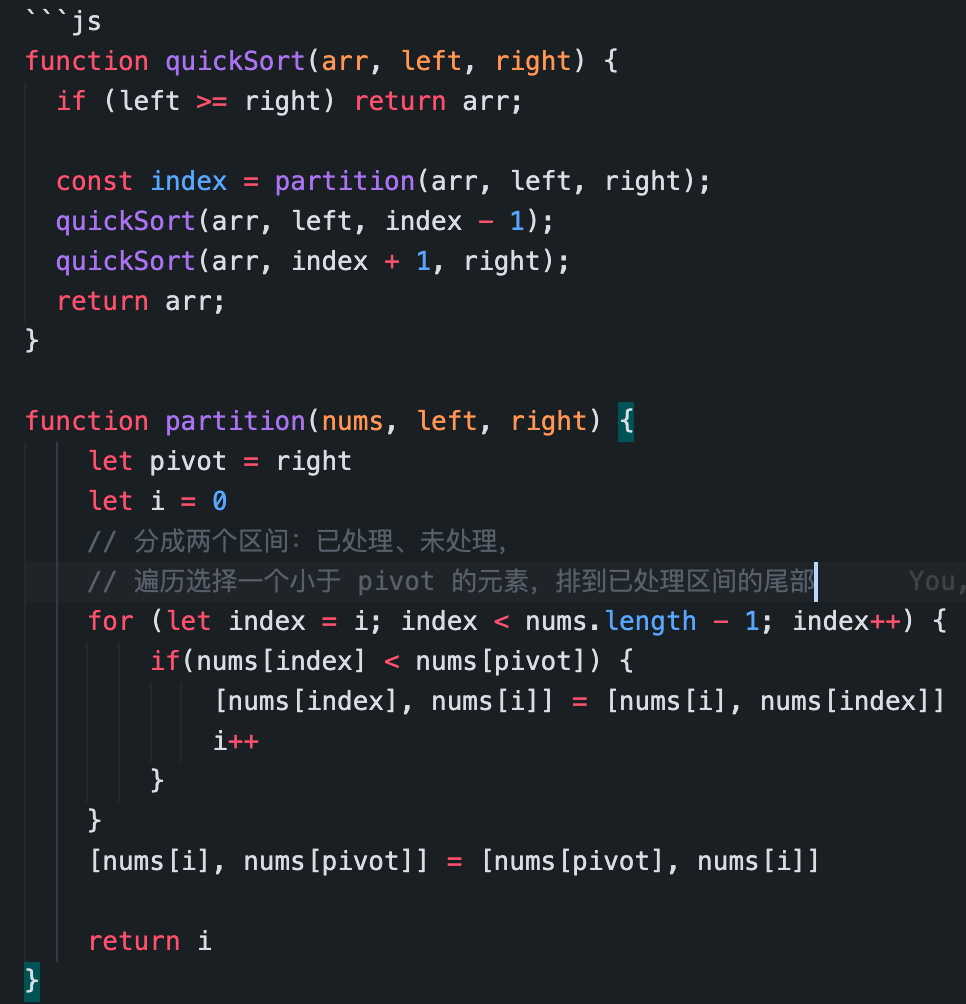 ```js
function quickSort(arr, left, right) {
  if (left >= right) return arr;

  const index = partition(arr, left, right);
  quickSort(arr, left, index - 1);
  quickSort(arr, index + 1, right);
  return arr;
}

function partition(nums, left, right) {
    let pivot = right
    let i = 0
    // 分成两个区间：已处理、未处理，
    // 遍历选择一个小于 pivot 的元素，排到已处理区间的尾部 You,
    for (let index = i; index < nums.length - 1; index++) {
        if(nums[index] < nums[pivot]) {
            [nums[index], nums[i]] = [nums[i], nums[index]]
            i++
        }
    }
    [nums[i], nums[pivot]] = [nums[pivot], nums[i]]

    return i
}